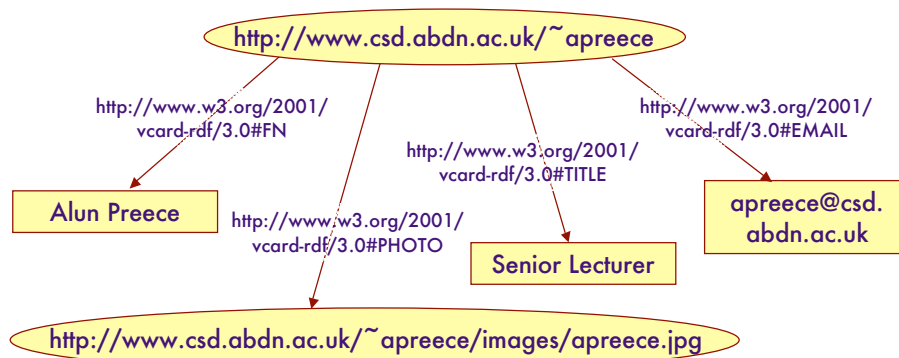 http://www.csd.abdn.ac.uk/~apreece
http://www.w3.org/2001/
vcard-rdf/3.0#FN
http://www.w3.org/2001/
vcard-rdf/3.0#EMAIL
http://www.w3.org/2001/
vcard-rdf/3.0#TITLE
Alun Preece
apreece@csd.
abdn.ac.uk
http://www.w3.org/2001/
vcard-rdf/3.0#PHOTO
Senior Lecturer
http://www.csd.abdn.ac.uk/~apreece/images/apreece.jpg